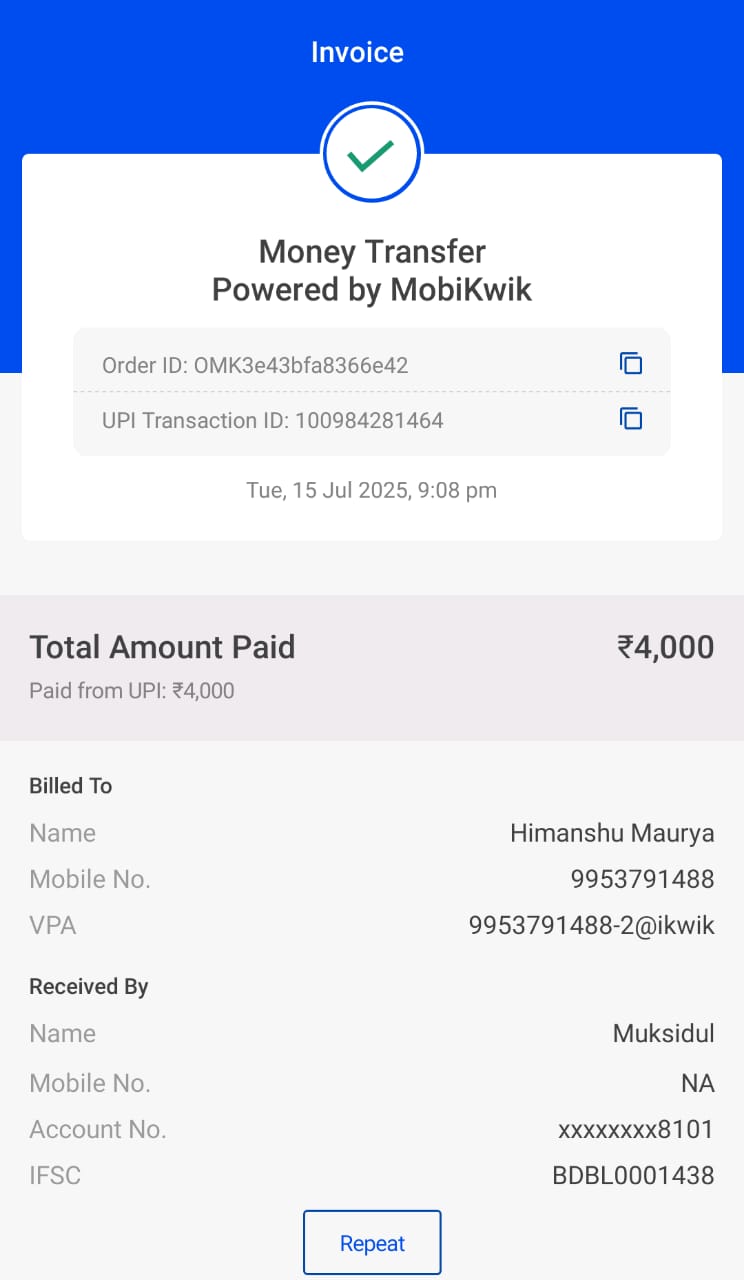 Invoice
Money Transfer
Powered by MobiKwik
Order ID: OMK3e43bfa8366e42
UPI Transaction ID: 100984281464
Tue, 15 Jul 2025, 9:08 pm
Total Amount Paid ₹4,000
Paid from UPI: ₹4,000
Billed To
Name Himanshu Maurya
Mobile No. 9953791488
VPA 9953791488-2@ikwik
Received By
Name Muksidul
Mobile No. NA
Account No. xxxxxxxx8101
IFSC BDBL0001438
Repeat